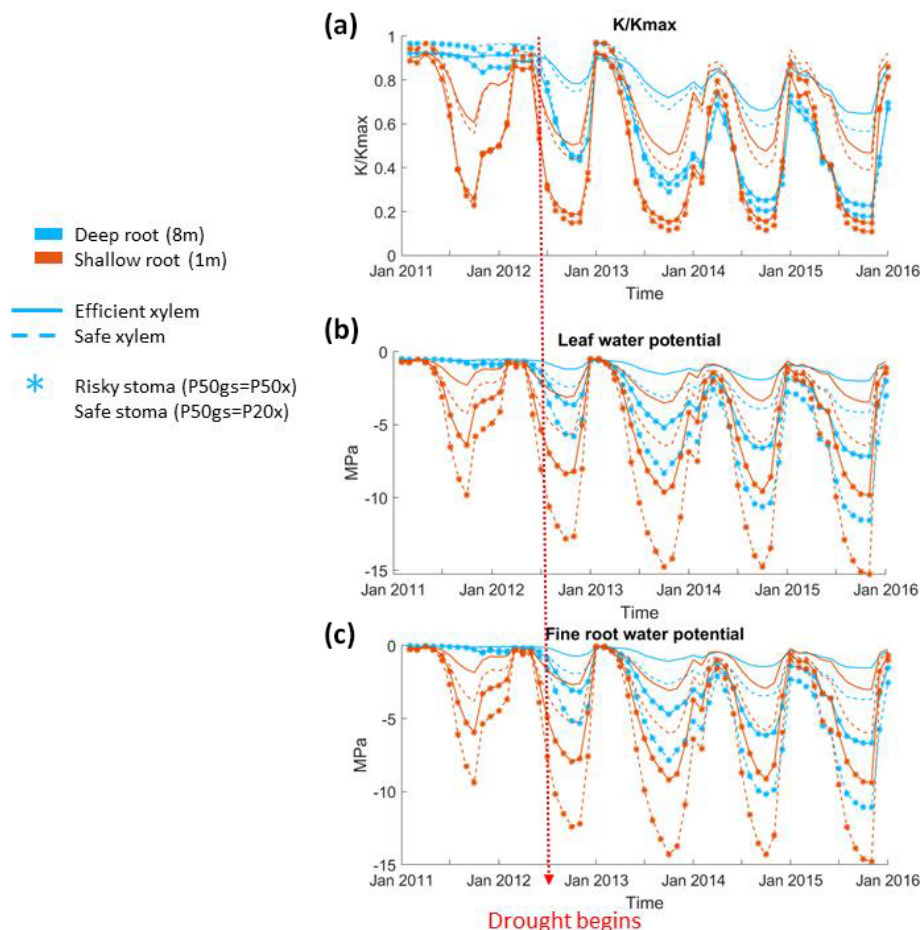 (a)
K/Kmax
1
0.8
0.6
0.4
0.2
0
K/Kmax
Jan 2011 Jan 2012 Jan 2013 Jan 2014 Jan 2015 Jan 2016
Time
Deep root (8m)
Shallow root (1m)
Efficient xylem
Safe xylem
Risky stoma (P50gs=P50x)
Safe stoma (P50gs=P20x)
(b)
Leaf water potential
0
-5
-10
-15
MPa
Jan 2011 Jan 2012 Jan 2013 Jan 2014 Jan 2015 Jan 2016
Time
(c)
Fine root water potential
0
-5
-10
-15
MPa
Jan 2011 Jan 2012 Jan 2013 Jan 2014 Jan 2015 Jan 2016
Time
Drought begins